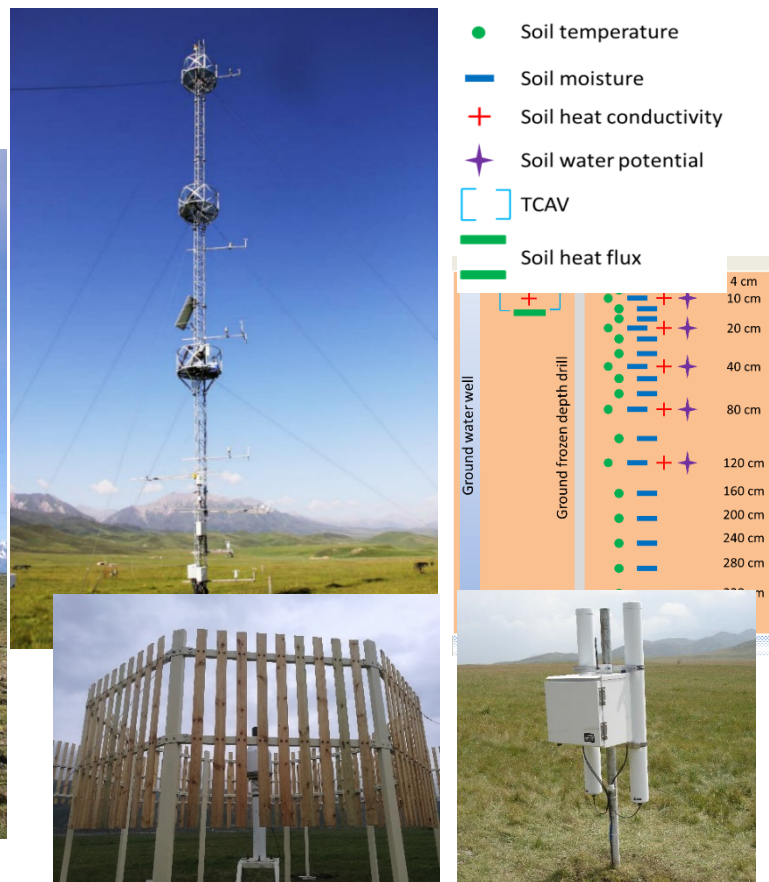 Soil temperature
Soil moisture
Soil heat conductivity
Soil water potential
TCAV
Soil heat flux
4 cm
10 cm
20 cm
40 cm
80 cm
120 cm
160 cm
200 cm
240 cm
280 cm
Ground water well
Ground frozen depth drill